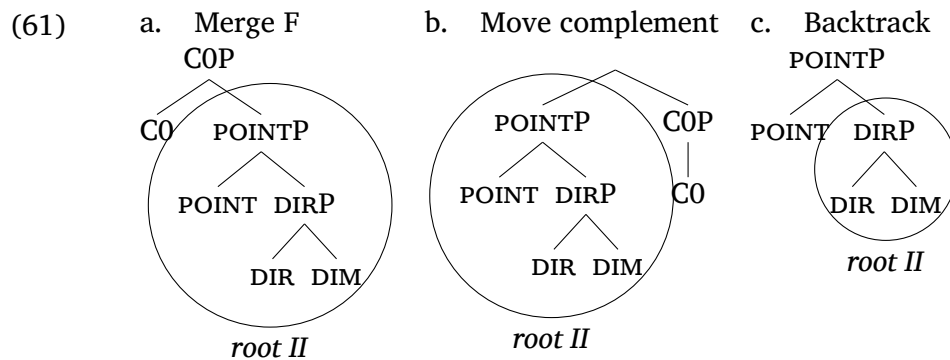 (61) a. Merge F b. Move complement c. Backtrack
C0P POINTP
C0 POINTP POINTP C0P POINT DIRP
POINT DIRP POINT DIRP C0 DIR DIM
DIR DIM DIR DIM root II
root II root II